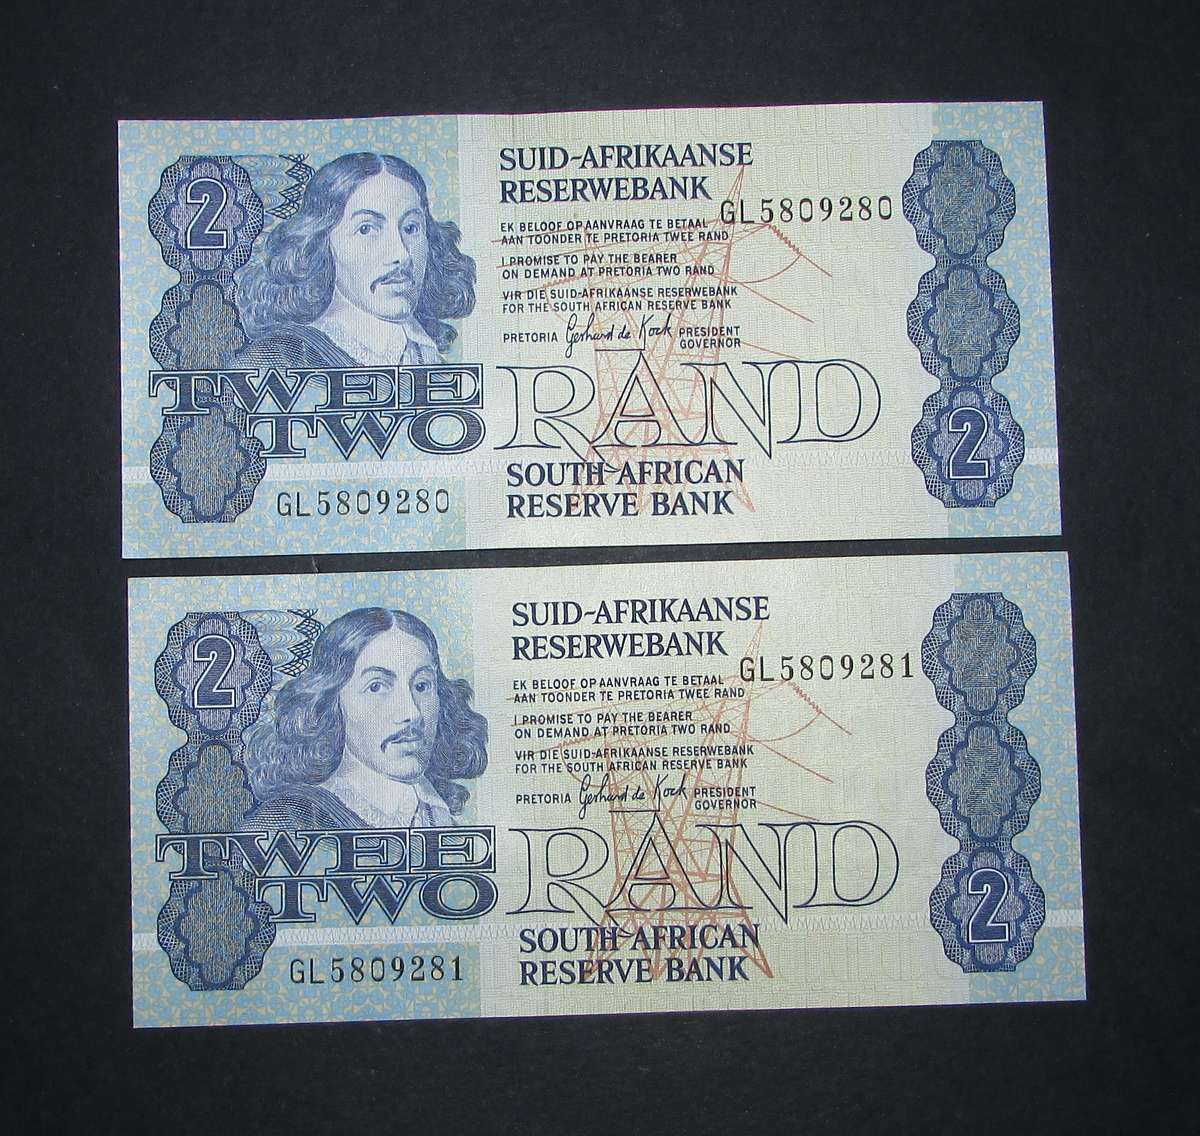 2
SUID-AFRIKAANSE
RESERWEBANK
GL5809280
EK BELOOF OP AANVRAAG TE BETAAL
AAN TOONDER TE PRETORIA TWEE RAND
I PROMISE TO PAY THE BEARER
ON DEMAND AT PRETORIA TWO RAND
VIR DIE SUID-AFRIKAANSE RESERWEBANK
FOR THE SOUTH AFRICAN RESERVE BANK
PRETORIA Gerhard de Kock PRESIDENT
GOVERNOR
TWEE
TWO
RAND
2
SOUTH AFRICAN
RESERVE BANK
GL5809280
2
SUID-AFRIKAANSE
RESERWEBANK
GL5809281
EK BELOOF OP AANVRAAG TE BETAAL
AAN TOONDER TE PRETORIA TWEE RAND
I PROMISE TO PAY THE BEARER
ON DEMAND AT PRETORIA TWO RAND
VIR DIE SUID-AFRIKAANSE RESERWEBANK
FOR THE SOUTH AFRICAN RESERVE BANK
PRETORIA Gerhard de Kock PRESIDENT
GOVERNOR
TWEE
TWO
RAND
2
SOUTH AFRICAN
RESERVE BANK
GL5809281